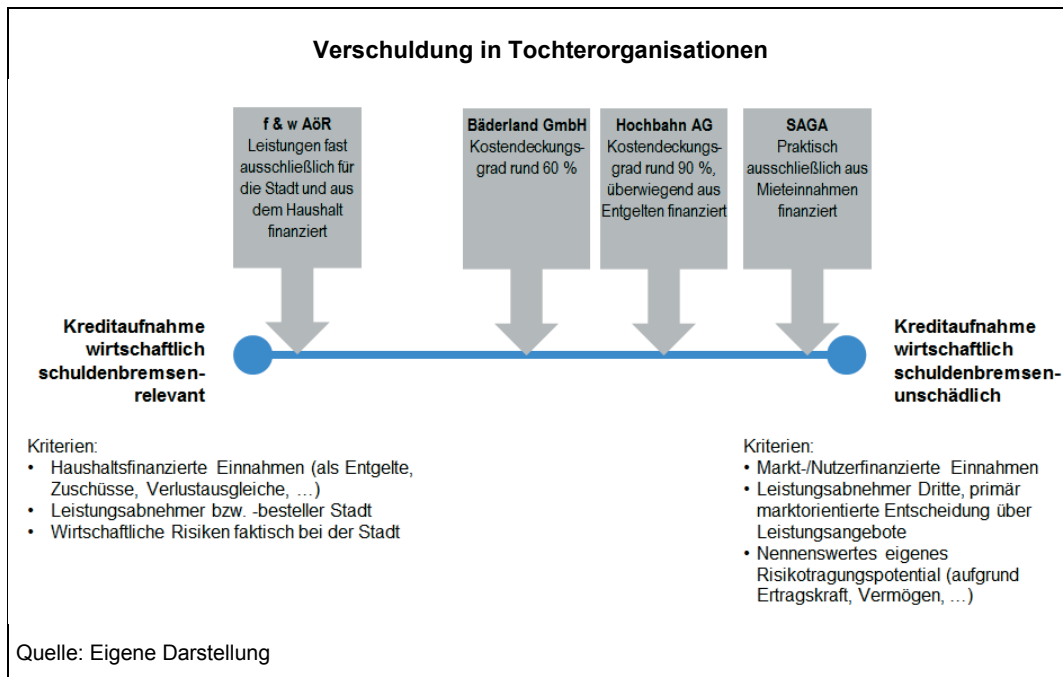 Verschuldung in Tochterorganisationen
f & w AöR
Leistungen fast
ausschließlich für
die Stadt und aus
dem Haushalt
finanziert
Bäderland GmbH
Kostendeckungs-
grad rund 60 %
Hochbahn AG
Kostendeckungs-
grad rund 90 %,
überwiegend aus
Entgelten finanziert
SAGA
Praktisch
ausschließlich aus
Mieteinnahmen
finanziert
Kreditaufnahme
wirtschaftlich
schuldenbremsen-
relevant
Kreditaufnahme
wirtschaftlich
schuldenbremsen-
unschädlich
Kriterien:
• Haushaltsfinanzierte Einnahmen (als Entgelte,
Zuschüsse, Verlustausgleiche, …)
• Leistungsabnehmer bzw. -besteller Stadt
• Wirtschaftliche Risiken faktisch bei der Stadt
Kriterien:
• Markt-/Nutzerfinanzierte Einnahmen
• Leistungsabnehmer Dritte, primär
marktorientierte Entscheidung über
Leistungsangebote
• Nennenswertes eigenes
Risikotragungspotential (aufgrund
Ertragskraft, Vermögen, …)
Quelle: Eigene Darstellung